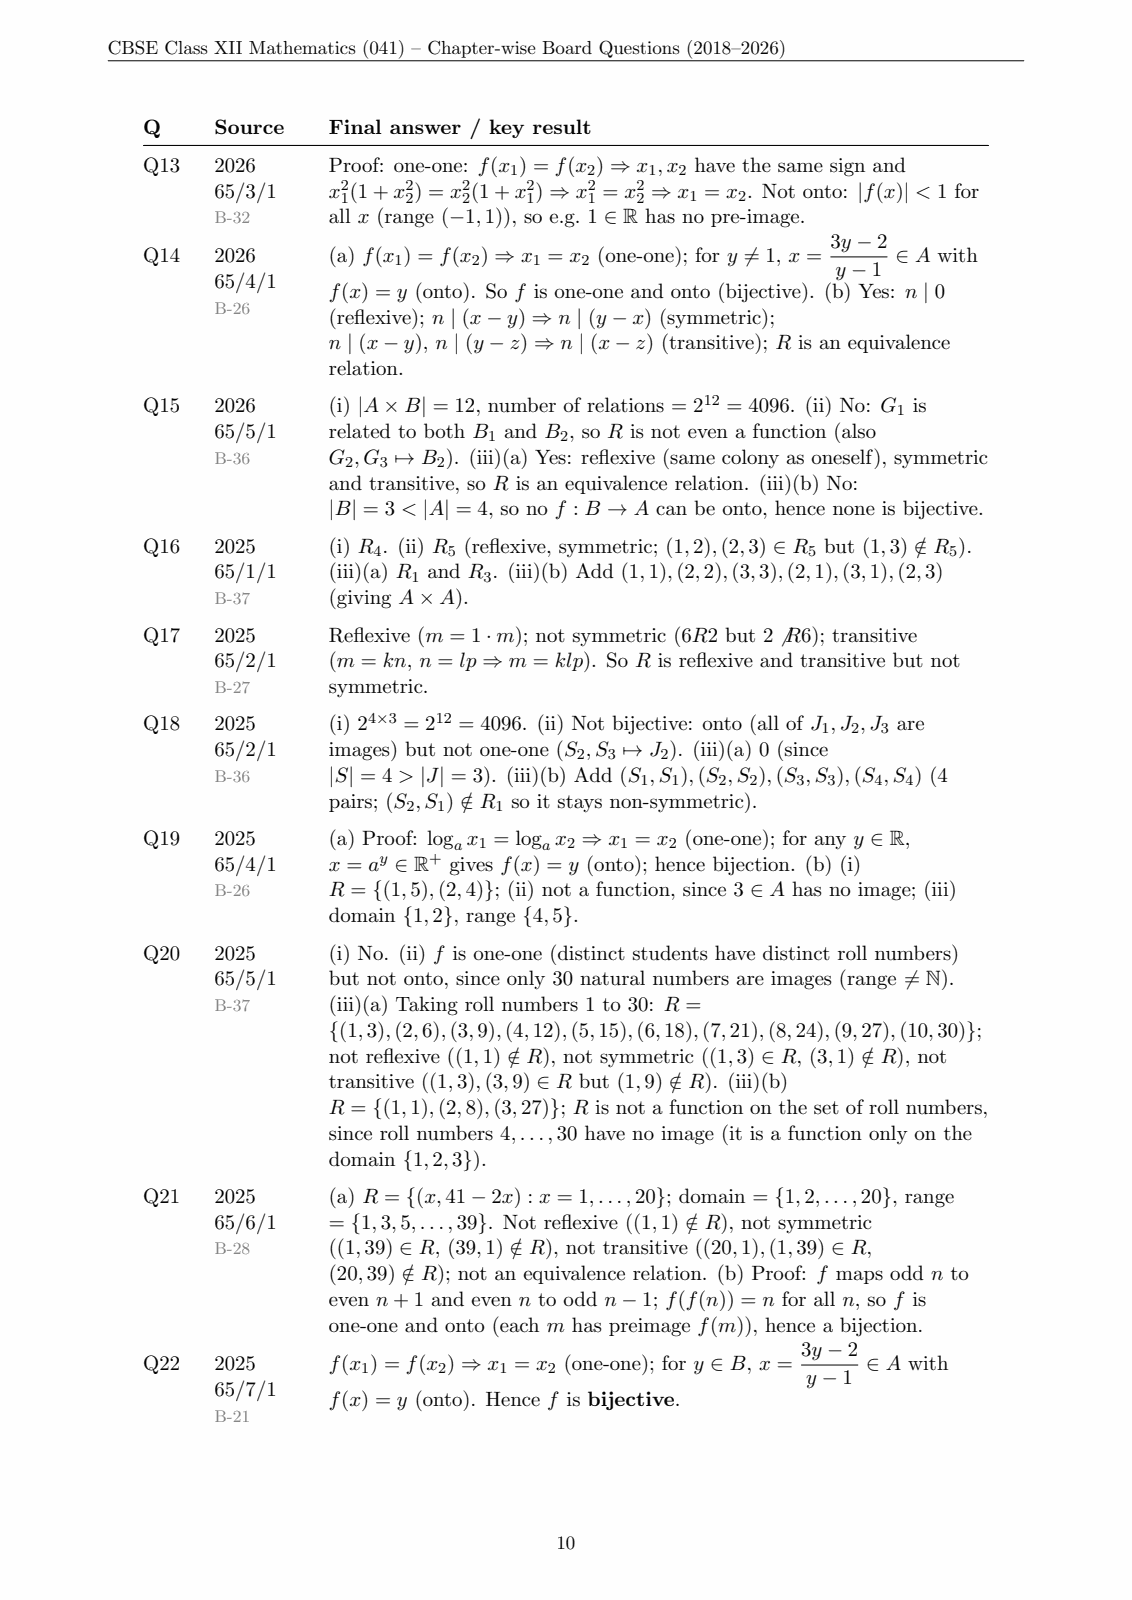 CBSE Class XII Mathematics (041) – Chapter-wise Board Questions (2018–2026)
Q Source Final answer / key result
Q13 2026 Proof: one-one: f(x₁) = f(x₂) ⇒ x₁, x₂ have the same sign and
65/3/1 x₁²(1 + x₂²) = x₂²(1 + x₁²) ⇒ x₁² = x₂² ⇒ x₁ = x₂. Not onto: |f(x)| < 1 for
B-32 all x (range (−1, 1)), so e.g. 1 ∈ ℝ has no pre-image.
Q14 2026 (a) f(x₁) = f(x₂) ⇒ x₁ = x₂ (one-one); for y ≠ 1, x = (3y − 2)/(y − 1) ∈ A with
65/4/1 f(x) = y (onto). So f is one-one and onto (bijective). (b) Yes: n | 0
B-26 (reflexive); n | (x − y) ⇒ n | (y − x) (symmetric);
n | (x − y), n | (y − z) ⇒ n | (x − z) (transitive); R is an equivalence
relation.
Q15 2026 (i) |A × B| = 12, number of relations = 2¹² = 4096. (ii) No: G₁ is
65/5/1 related to both B₁ and B₂, so R is not even a function (also
B-36 G₂, G₃ ↦ B₂). (iii)(a) Yes: reflexive (same colony as oneself), symmetric
and transitive, so R is an equivalence relation. (iii)(b) No:
|B| = 3 < |A| = 4, so no f : B → A can be onto, hence none is bijective.
Q16 2025 (i) R₄. (ii) R₅ (reflexive, symmetric; (1, 2), (2, 3) ∈ R₅ but (1, 3) ∉ R₅).
65/1/1 (iii)(a) R₁ and R₃. (iii)(b) Add (1, 1), (2, 2), (3, 3), (2, 1), (3, 1), (2, 3)
B-37 (giving A × A).
Q17 2025 Reflexive (m = 1 · m); not symmetric (6R2 but 2 R̸6); transitive
65/2/1 (m = kn, n = lp ⇒ m = klp). So R is reflexive and transitive but not
B-27 symmetric.
Q18 2025 (i) 2⁴ˣ³ = 2¹² = 4096. (ii) Not bijective: onto (all of J₁, J₂, J₃ are
65/2/1 images) but not one-one (S₂, S₃ ↦ J₂). (iii)(a) 0 (since
B-36 |S| = 4 > |J| = 3). (iii)(b) Add (S₁, S₁), (S₂, S₂), (S₃, S₃), (S₄, S₄) (4
pairs; (S₂, S₁) ∉ R₁ so it stays non-symmetric).
Q19 2025 (a) Proof: logₐ x₁ = logₐ x₂ ⇒ x₁ = x₂ (one-one); for any y ∈ ℝ,
65/4/1 x = aʸ ∈ ℝ⁺ gives f(x) = y (onto); hence bijection. (b) (i)
B-26 R = {(1, 5), (2, 4)}; (ii) not a function, since 3 ∈ A has no image; (iii)
domain {1, 2}, range {4, 5}.
Q20 2025 (i) No. (ii) f is one-one (distinct students have distinct roll numbers)
65/5/1 but not onto, since only 30 natural numbers are images (range ≠ ℕ).
B-37 (iii)(a) Taking roll numbers 1 to 30: R =
{(1, 3), (2, 6), (3, 9), (4, 12), (5, 15), (6, 18), (7, 21), (8, 24), (9, 27), (10, 30)};
not reflexive ((1, 1) ∉ R), not symmetric ((1, 3) ∈ R, (3, 1) ∉ R), not
transitive ((1, 3), (3, 9) ∈ R but (1, 9) ∉ R). (iii)(b)
R = {(1, 1), (2, 8), (3, 27)}; R is not a function on the set of roll numbers,
since roll numbers 4, . . . , 30 have no image (it is a function only on the
domain {1, 2, 3}).
Q21 2025 (a) R = {(x, 41 − 2x) : x = 1, . . . , 20}; domain = {1, 2, . . . , 20}, range
65/6/1 = {1, 3, 5, . . . , 39}. Not reflexive ((1, 1) ∉ R), not symmetric
B-28 ((1, 39) ∈ R, (39, 1) ∉ R), not transitive ((20, 1), (1, 39) ∈ R,
(20, 39) ∉ R); not an equivalence relation. (b) Proof: f maps odd n to
even n + 1 and even n to odd n − 1; f(f(n)) = n for all n, so f is
one-one and onto (each m has preimage f(m)), hence a bijection.
Q22 2025 f(x₁) = f(x₂) ⇒ x₁ = x₂ (one-one); for y ∈ B, x = (3y − 2)/(y − 1) ∈ A with
65/7/1 f(x) = y (onto). Hence f is bijective.
B-21
10